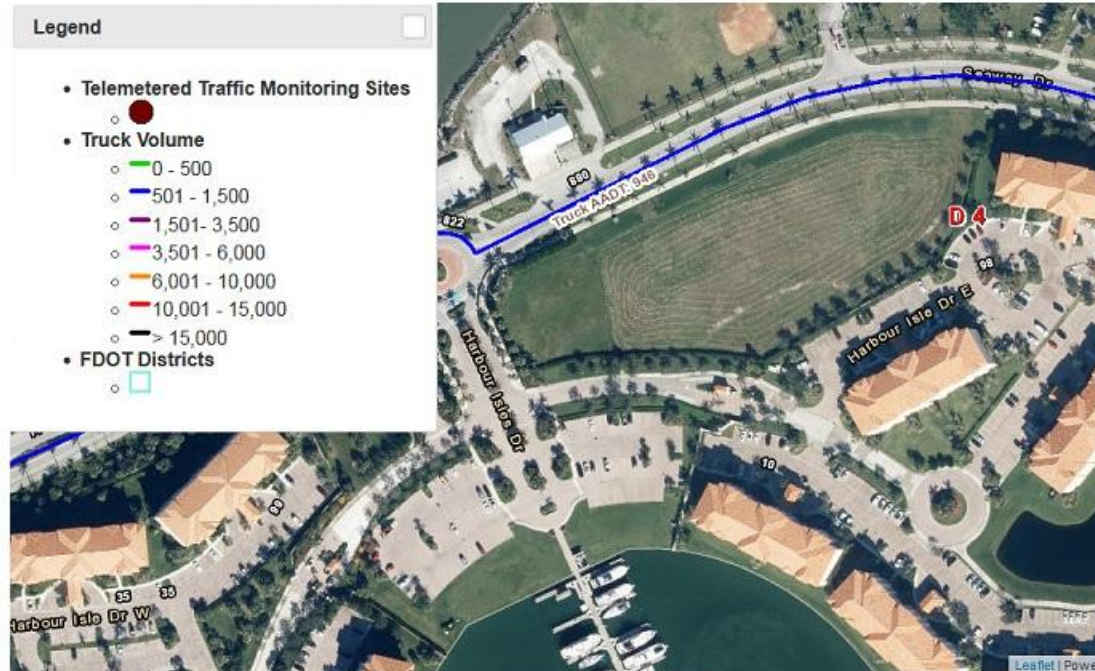 Legend
Telemetered Traffic Monitoring Sites
Truck Volume
0 - 500
501 - 1,500
1,501- 3,500
3,501 - 6,000
6,001 - 10,000
10,001 - 15,000
> 15,000
FDOT Districts
Seaway Dr
880
Truck AADT: 946
822
D 4
98
Harbour Isle Dr E
Harbour Isles Dr
10
35
35
Harbour Isle Dr W
Leaflet | Powe